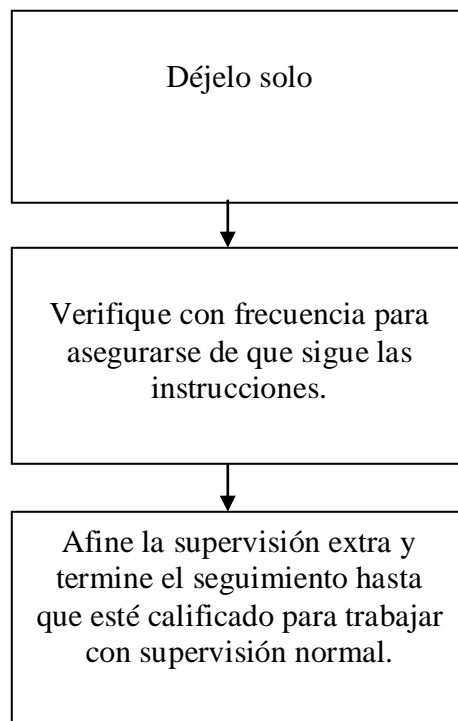 Déjelo solo
Verifique con frecuencia para
asegurarse de que sigue las
instrucciones.
Afine la supervisión extra y
termine el seguimiento hasta
que esté calificado para trabajar
con supervisión normal.